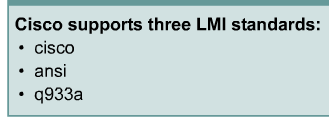 Cisco supports three LMI standards:
• cisco
• ansi
• q933a